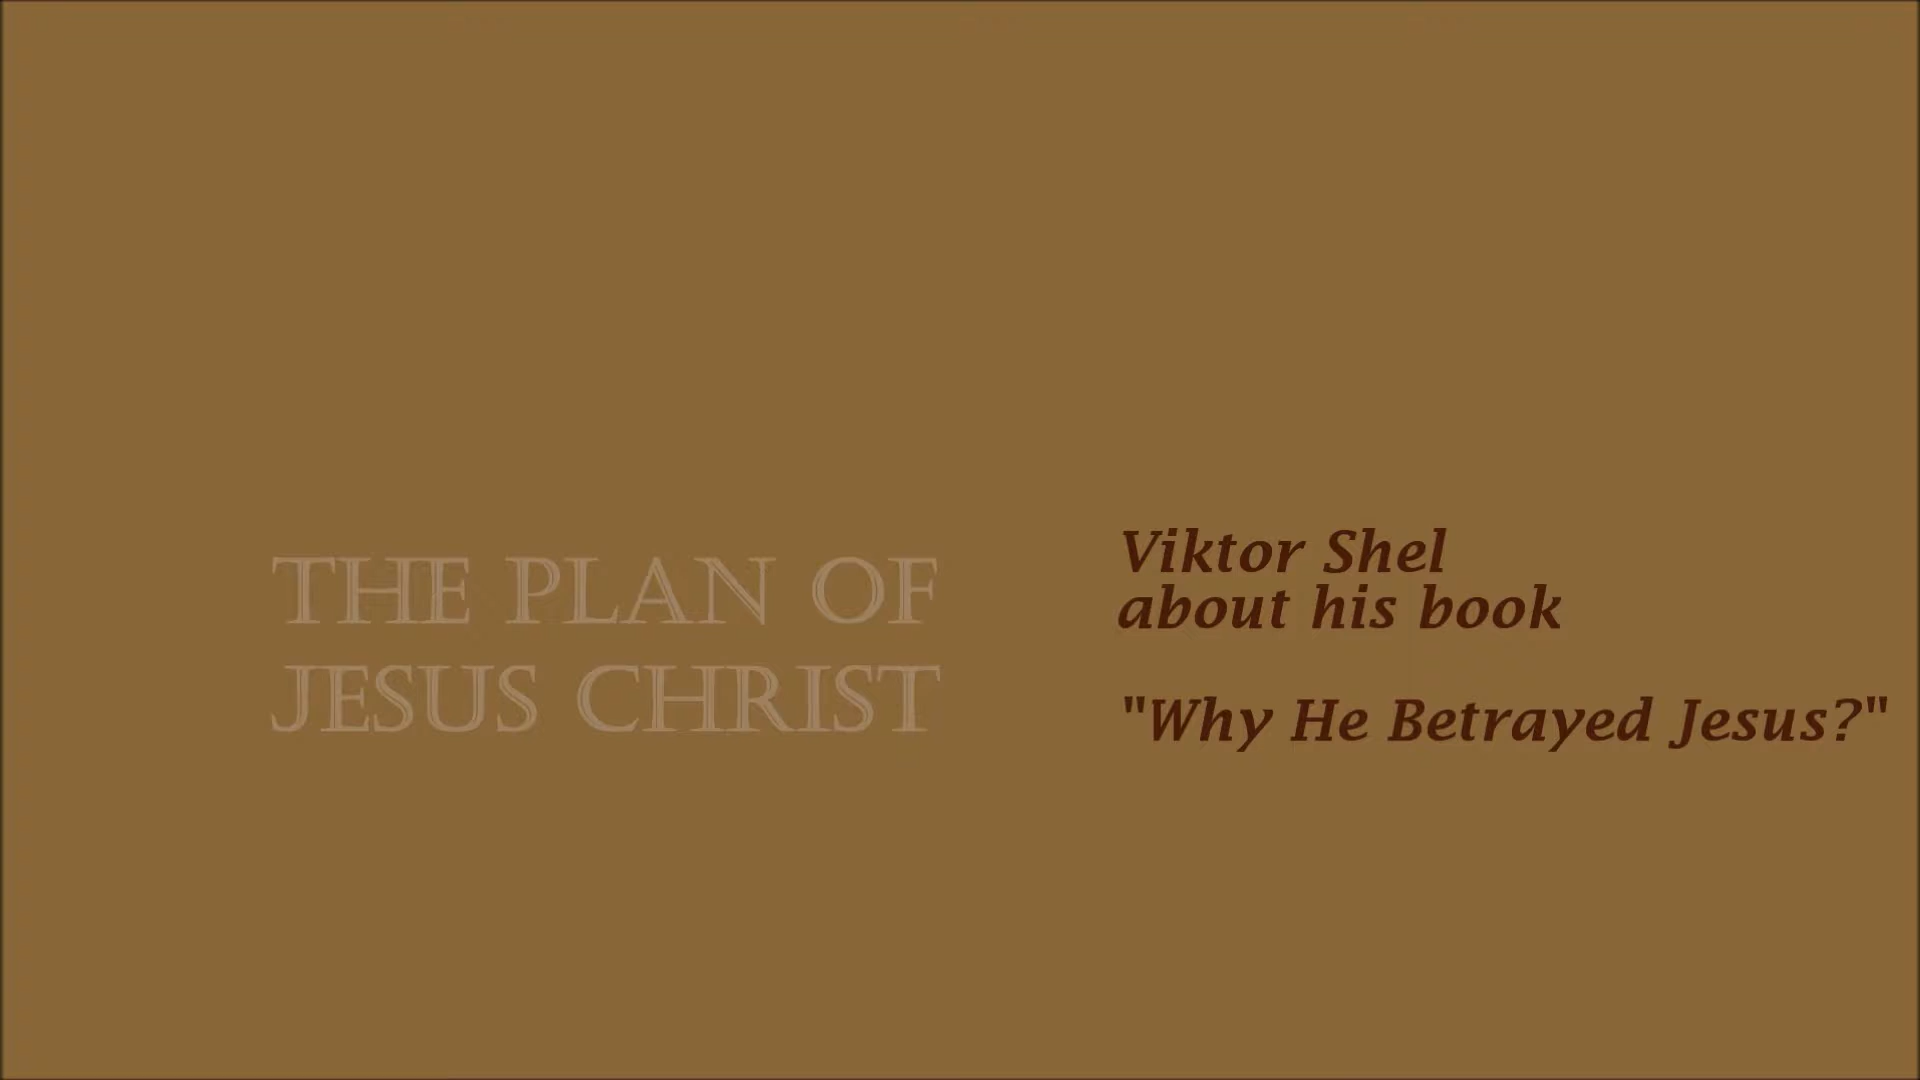 THE PLAN OF
JESUS CHRIST
Viktor Shel
about his book
"Why He Betrayed Jesus?"